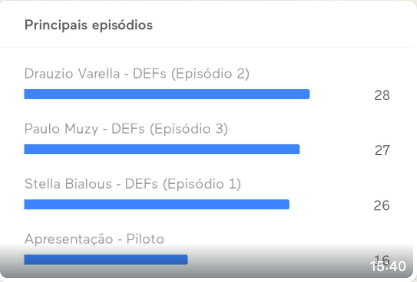 Principais episódios
Drauzio Varella - DEFs (Episódio 2)
28
Paulo Muzy - DEFs (Episódio 3)
27
Stella Bialous - DEFs (Episódio 1)
26
Apresentação - Piloto
16
15:40